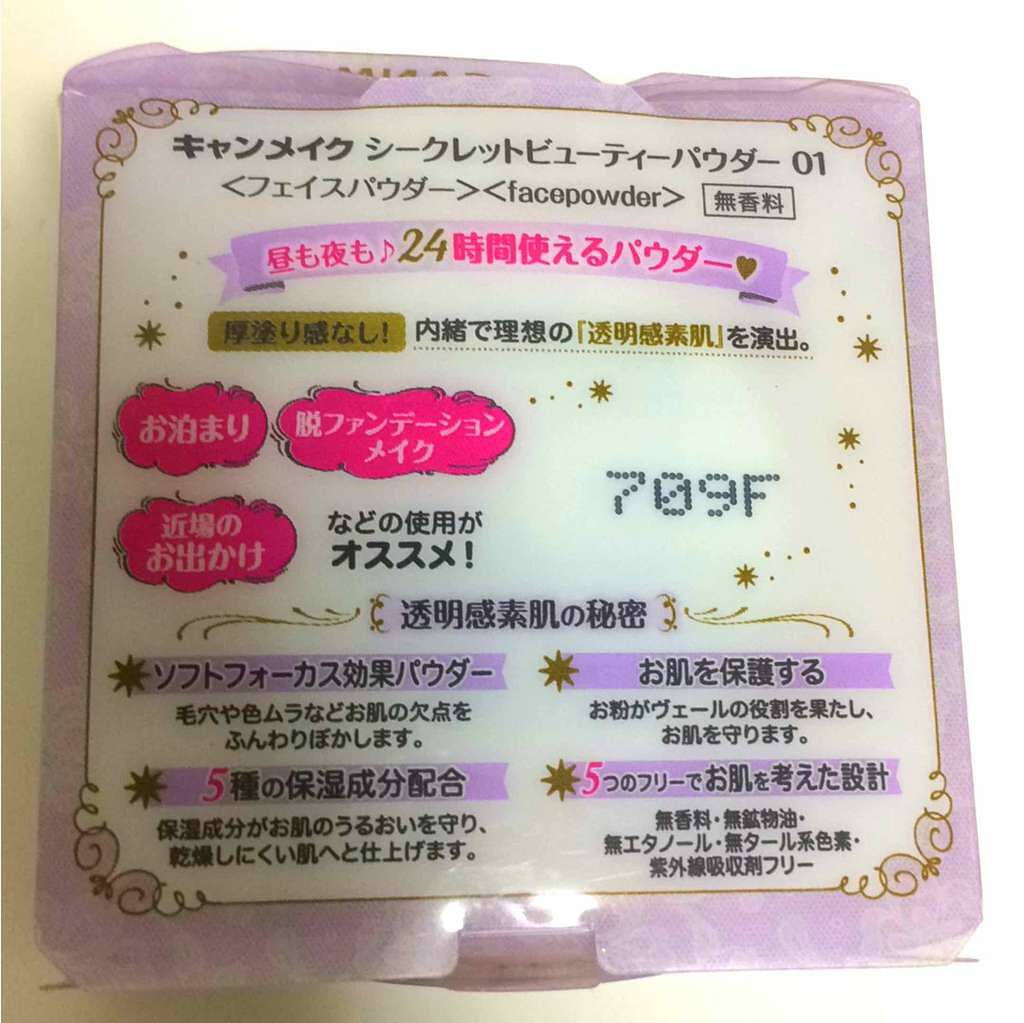 キャンメイク シークレットビューティーパウダー 01
＜フェイスパウダー＞＜facepowder＞ 無香料
昼も夜も♪24時間使えるパウダー♥
厚塗り感なし！ 内緒で理想の『透明感素肌』を演出。
お泊まり
脱ファンデーション
メイク
709F
近場の
お出かけ
などの使用が
オススメ！
透明感素肌の秘密
ソフトフォーカス効果パウダー
毛穴や色ムラなどお肌の欠点を
ふんわりぼかします。
お肌を保護する
お粉がヴェールの役割を果たし、
お肌を守ります。
5種の保湿成分配合
保湿成分がお肌のうるおいを守り、
乾燥しにくい肌へと仕上げます。
5つのフリーでお肌を考えた設計
無香料・無鉱物油・
無エタノール・無タール系色素・
紫外線吸収剤フリー